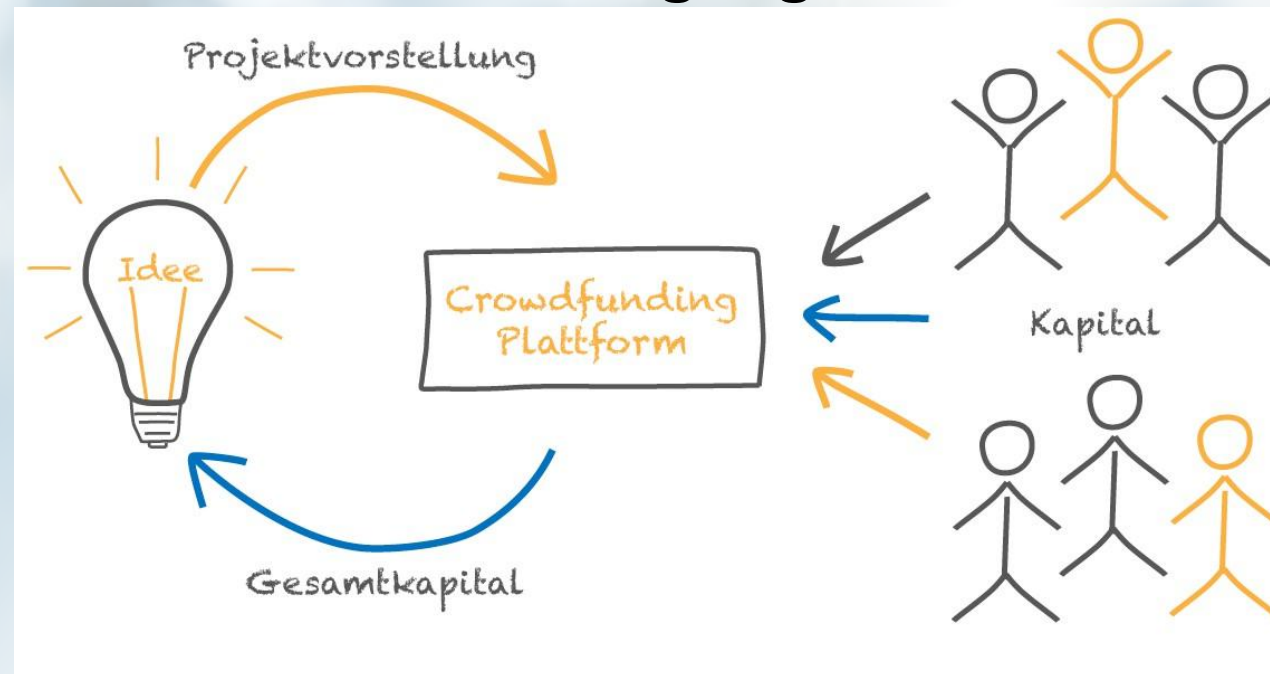 Projektvorstellung
Idee
Crowdfunding
Plattform
Kapital
Gesamtkapital